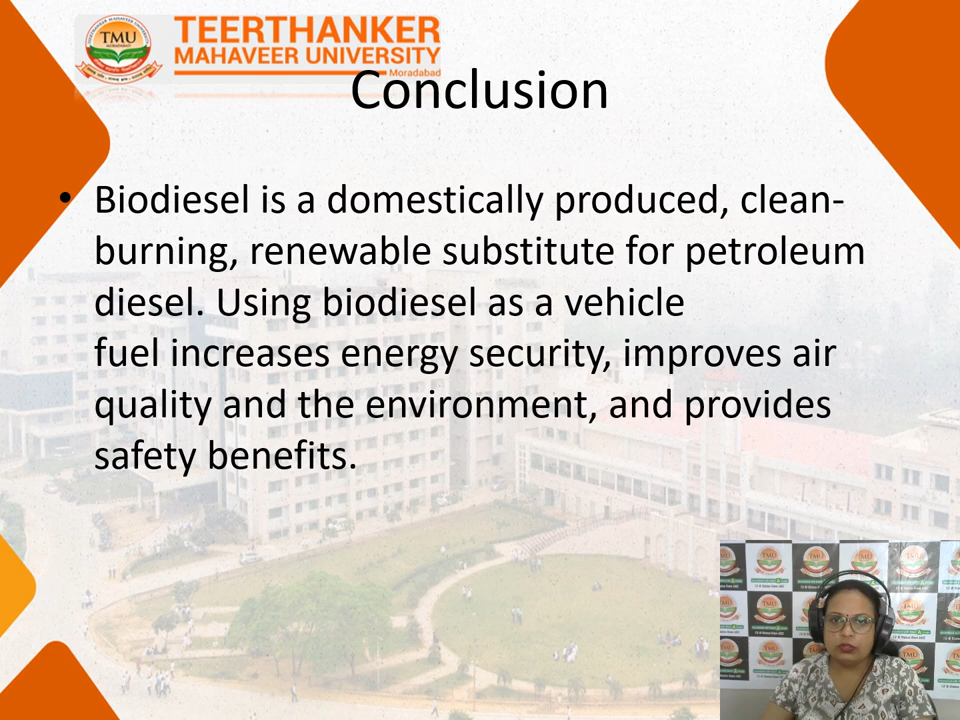 TMU
TEERTHANKER
MAHAVEER UNIVERSITY
Moradabad
Conclusion
• Biodiesel is a domestically produced, clean-
burning, renewable substitute for petroleum
diesel. Using biodiesel as a vehicle
fuel increases energy security, improves air
quality and the environment, and provides
safety benefits.